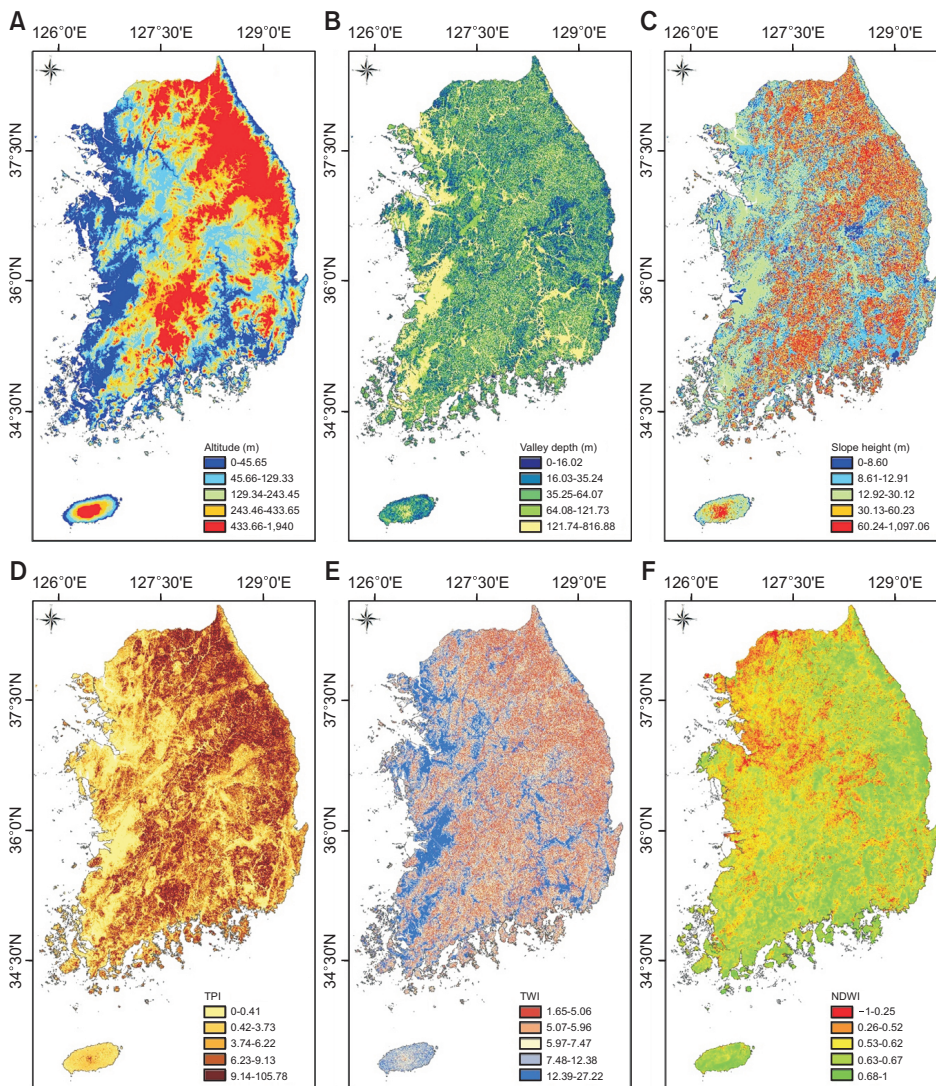 A
B
C
126°0'E 127°30'E 129°0'E
126°0'E 127°30'E 129°0'E
126°0'E 127°30'E 129°0'E
37°30'N
36°0'N
34°30'N
37°30'N
36°0'N
34°30'N
37°30'N
36°0'N
34°30'N
Altitude (m)
0-45.65
45.66-129.33
129.34-243.45
243.46-433.65
433.66-1,940
Valley depth (m)
0-16.02
16.03-35.24
35.25-64.07
64.08-121.73
121.74-816.88
Slope height (m)
0-8.60
8.61-12.91
12.92-30.12
30.13-60.23
60.24-1,097.06
D
E
F
126°0'E 127°30'E 129°0'E
126°0'E 127°30'E 129°0'E
126°0'E 127°30'E 129°0'E
37°30'N
36°0'N
34°30'N
37°30'N
36°0'N
34°30'N
37°30'N
36°0'N
34°30'N
TPI
0-0.41
0.42-3.73
3.74-6.22
6.23-9.13
9.14-105.78
TWI
1.65-5.06
5.07-5.96
5.97-7.47
7.48-12.38
12.39-27.22
NDWI
−1-0.25
0.26-0.52
0.53-0.62
0.63-0.67
0.68-1